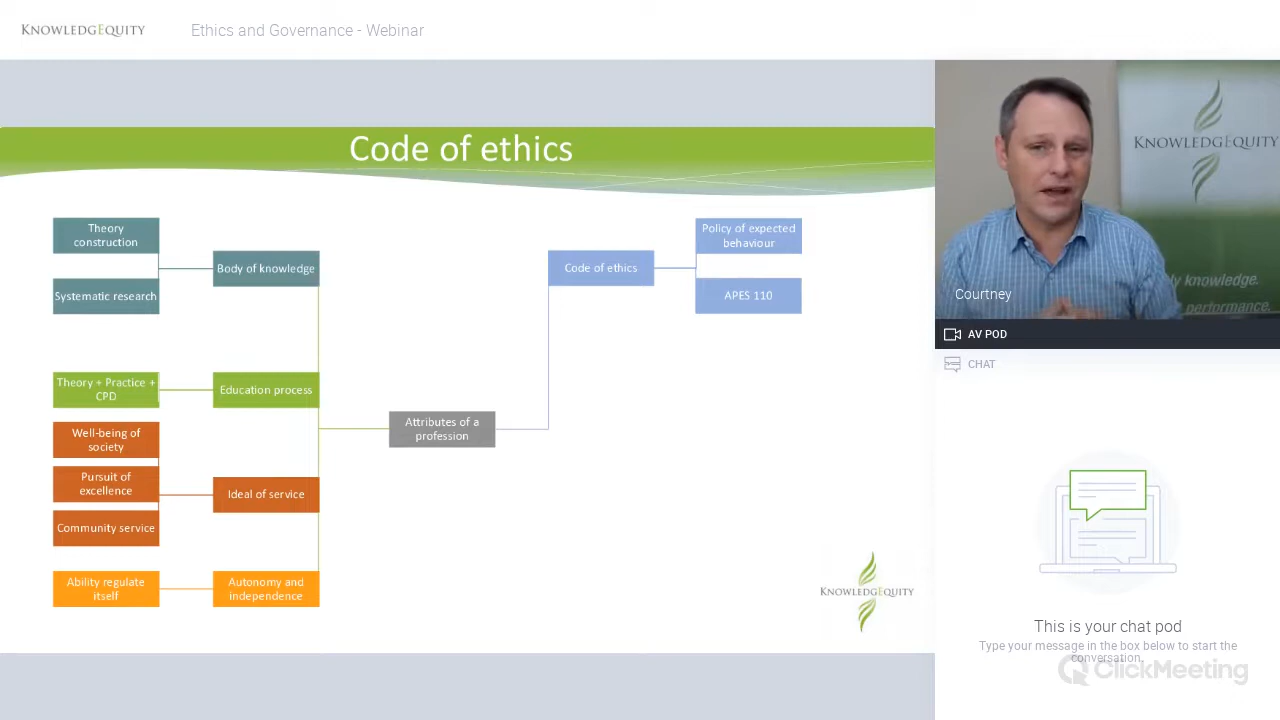 KNOWLEDGEQUITY
Ethics and Governance - Webinar
Code of ethics
Theory
construction
Systematic research
Body of knowledge
Theory + Practice +
CPD
Education process
Well-being of
society
Pursuit of
excellence
Community service
Ideal of service
Ability regulate
itself
Autonomy and
independence
Attributes of a
profession
Code of ethics
Policy of expected
behaviour
APES 110
KNOWLEDGEQUITY
KNOWLEDGEQUITY
knowledge.
performance.
Courtney
AV POD
CHAT
This is your chat pod
Type your message in the box below to start the
conversation.
ClickMeeting